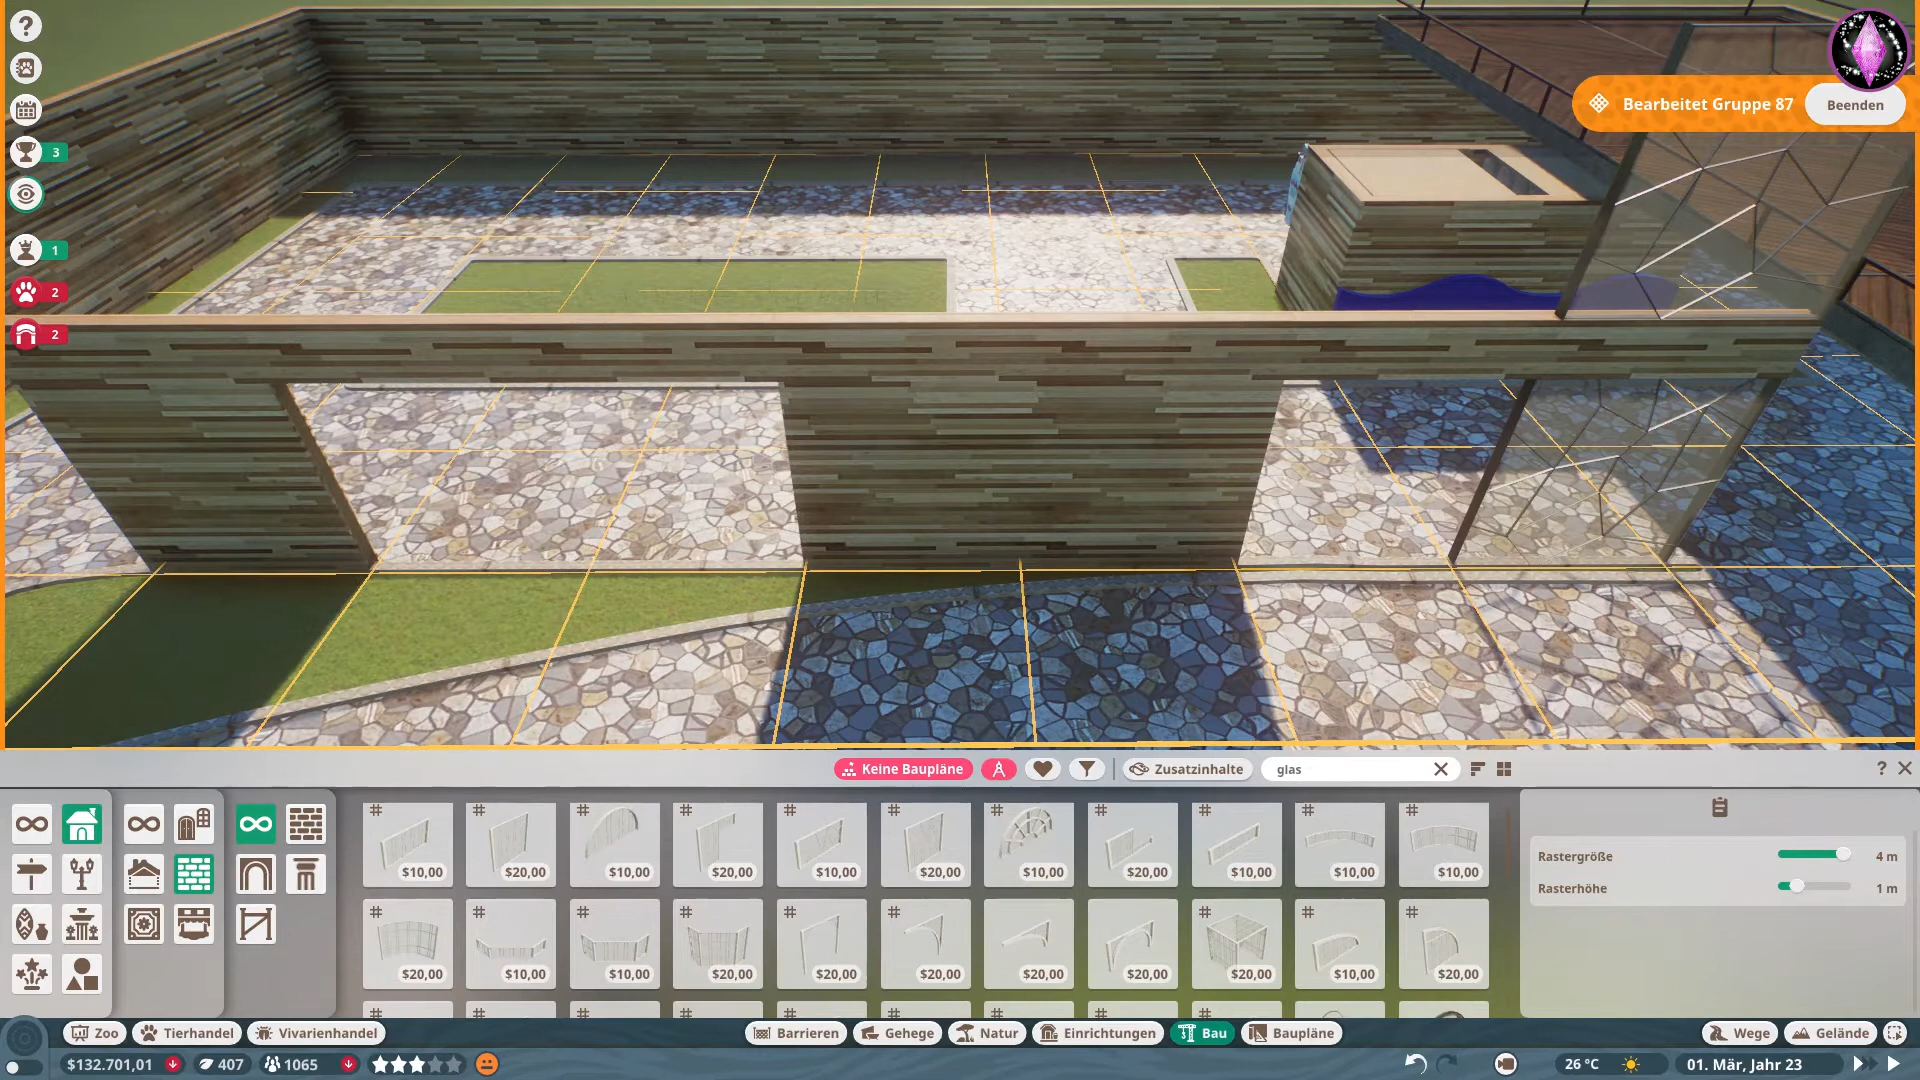 Bearbeitet Gruppe 87
Beenden
3
1
2
2
Keine Baupläne
Zusatzinhalte
glas
?
$10,00 $20,00 $10,00 $20,00 $10,00 $20,00 $10,00 $20,00 $10,00 $10,00 $10,00
$20,00 $10,00 $10,00 $20,00 $20,00 $20,00 $20,00 $20,00 $20,00 $10,00 $20,00
Rastergröße 4 m
Rasterhöhe 1 m
Zoo Tierhandel Vivarienhandel Barrieren Gehege Natur Einrichtungen Bau Baupläne Wege Gelände
$132.701,01 407 1065 26 °C 01. Mär, Jahr 23